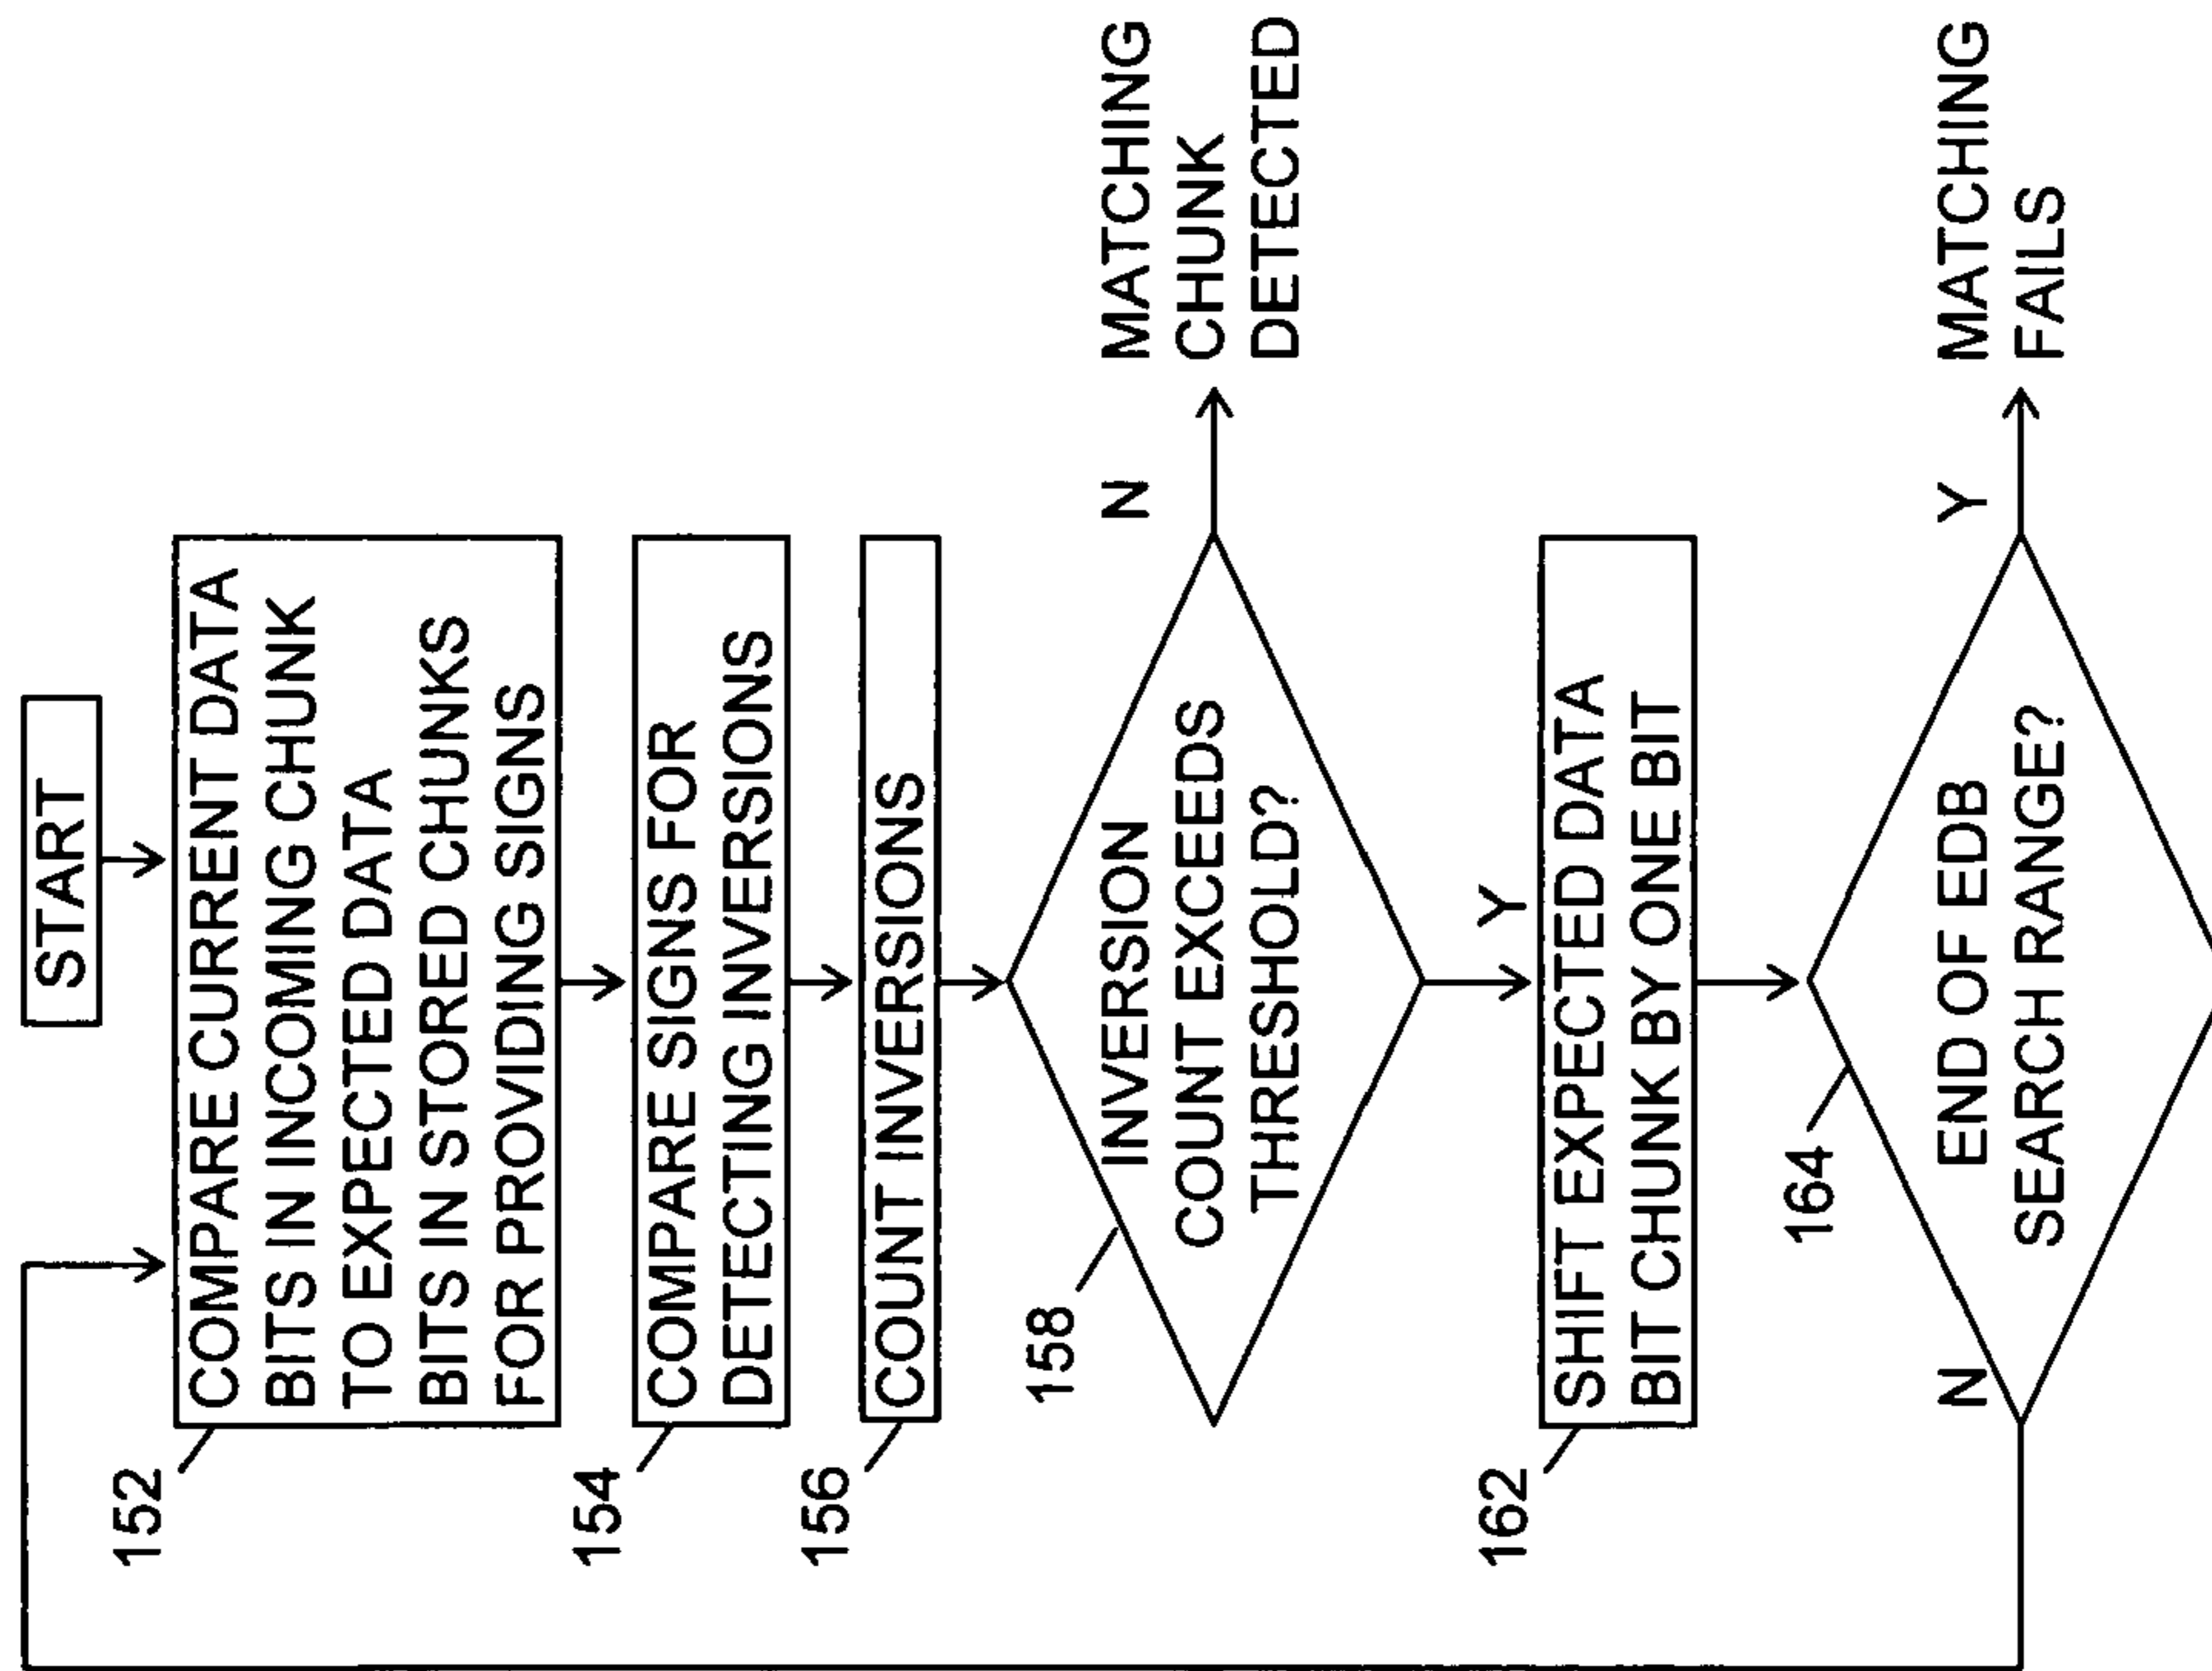 START
152
COMPARE CURRENT DATA
BITS IN INCOMING CHUNK
TO EXPECTED DATA
BITS IN STORED CHUNKS
FOR PROVIDING SIGNS
154
COMPARE SIGNS FOR
DETECTING INVERSIONS
156
COUNT INVERSIONS
158
INVERSION
COUNT EXCEEDS
THRESHOLD?
N
MATCHING
CHUNK
DETECTED
Y
162
SHIFT EXPECTED DATA
BIT CHUNK BY ONE BIT
164
END OF EDB
SEARCH RANGE?
N
Y
MATCHING
FAILS